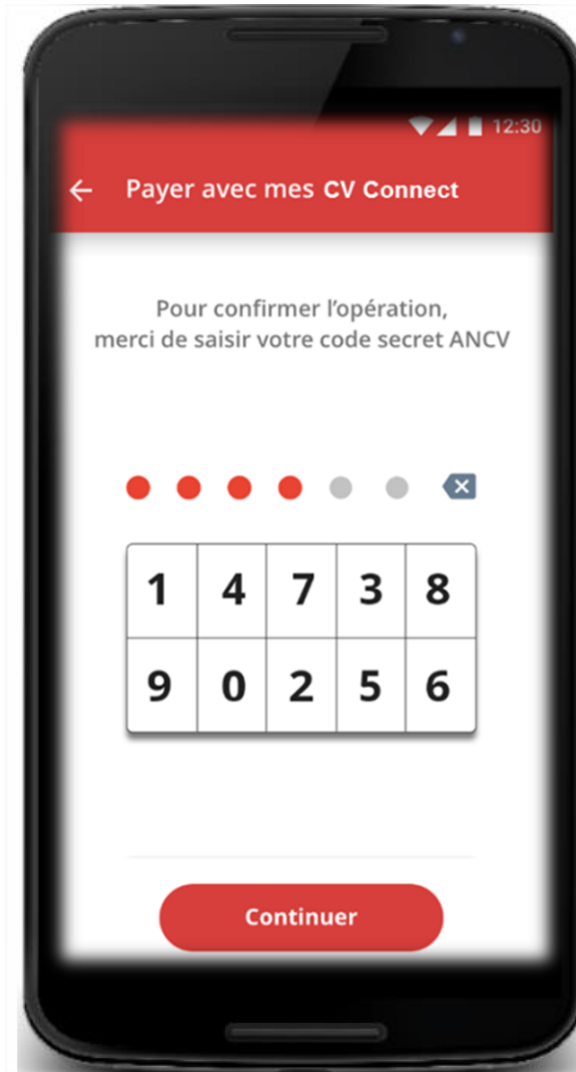 12:30
Payer avec mes CV Connect
Pour confirmer l'opération,
merci de saisir votre code secret ANCV
1 4 7 3 8
9 0 2 5 6
Continuer